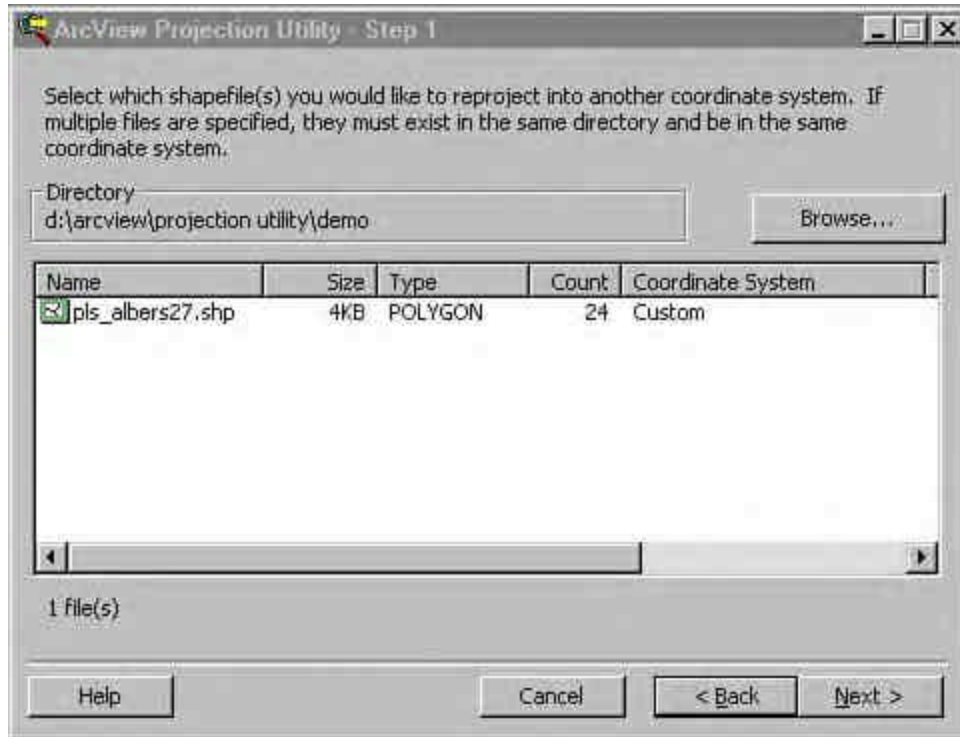 ArcView Projection Utility - Step 1
Select which shapefile(s) you would like to reproject into another coordinate system. If
multiple files are specified, they must exist in the same directory and be in the same
coordinate system.
Directory
d:\arcview\projection utility\demo
Browse...
Name Size Type Count Coordinate System
pls_albers27.shp 4KB POLYGON 24 Custom
1 file(s)
Help Cancel < Back Next >